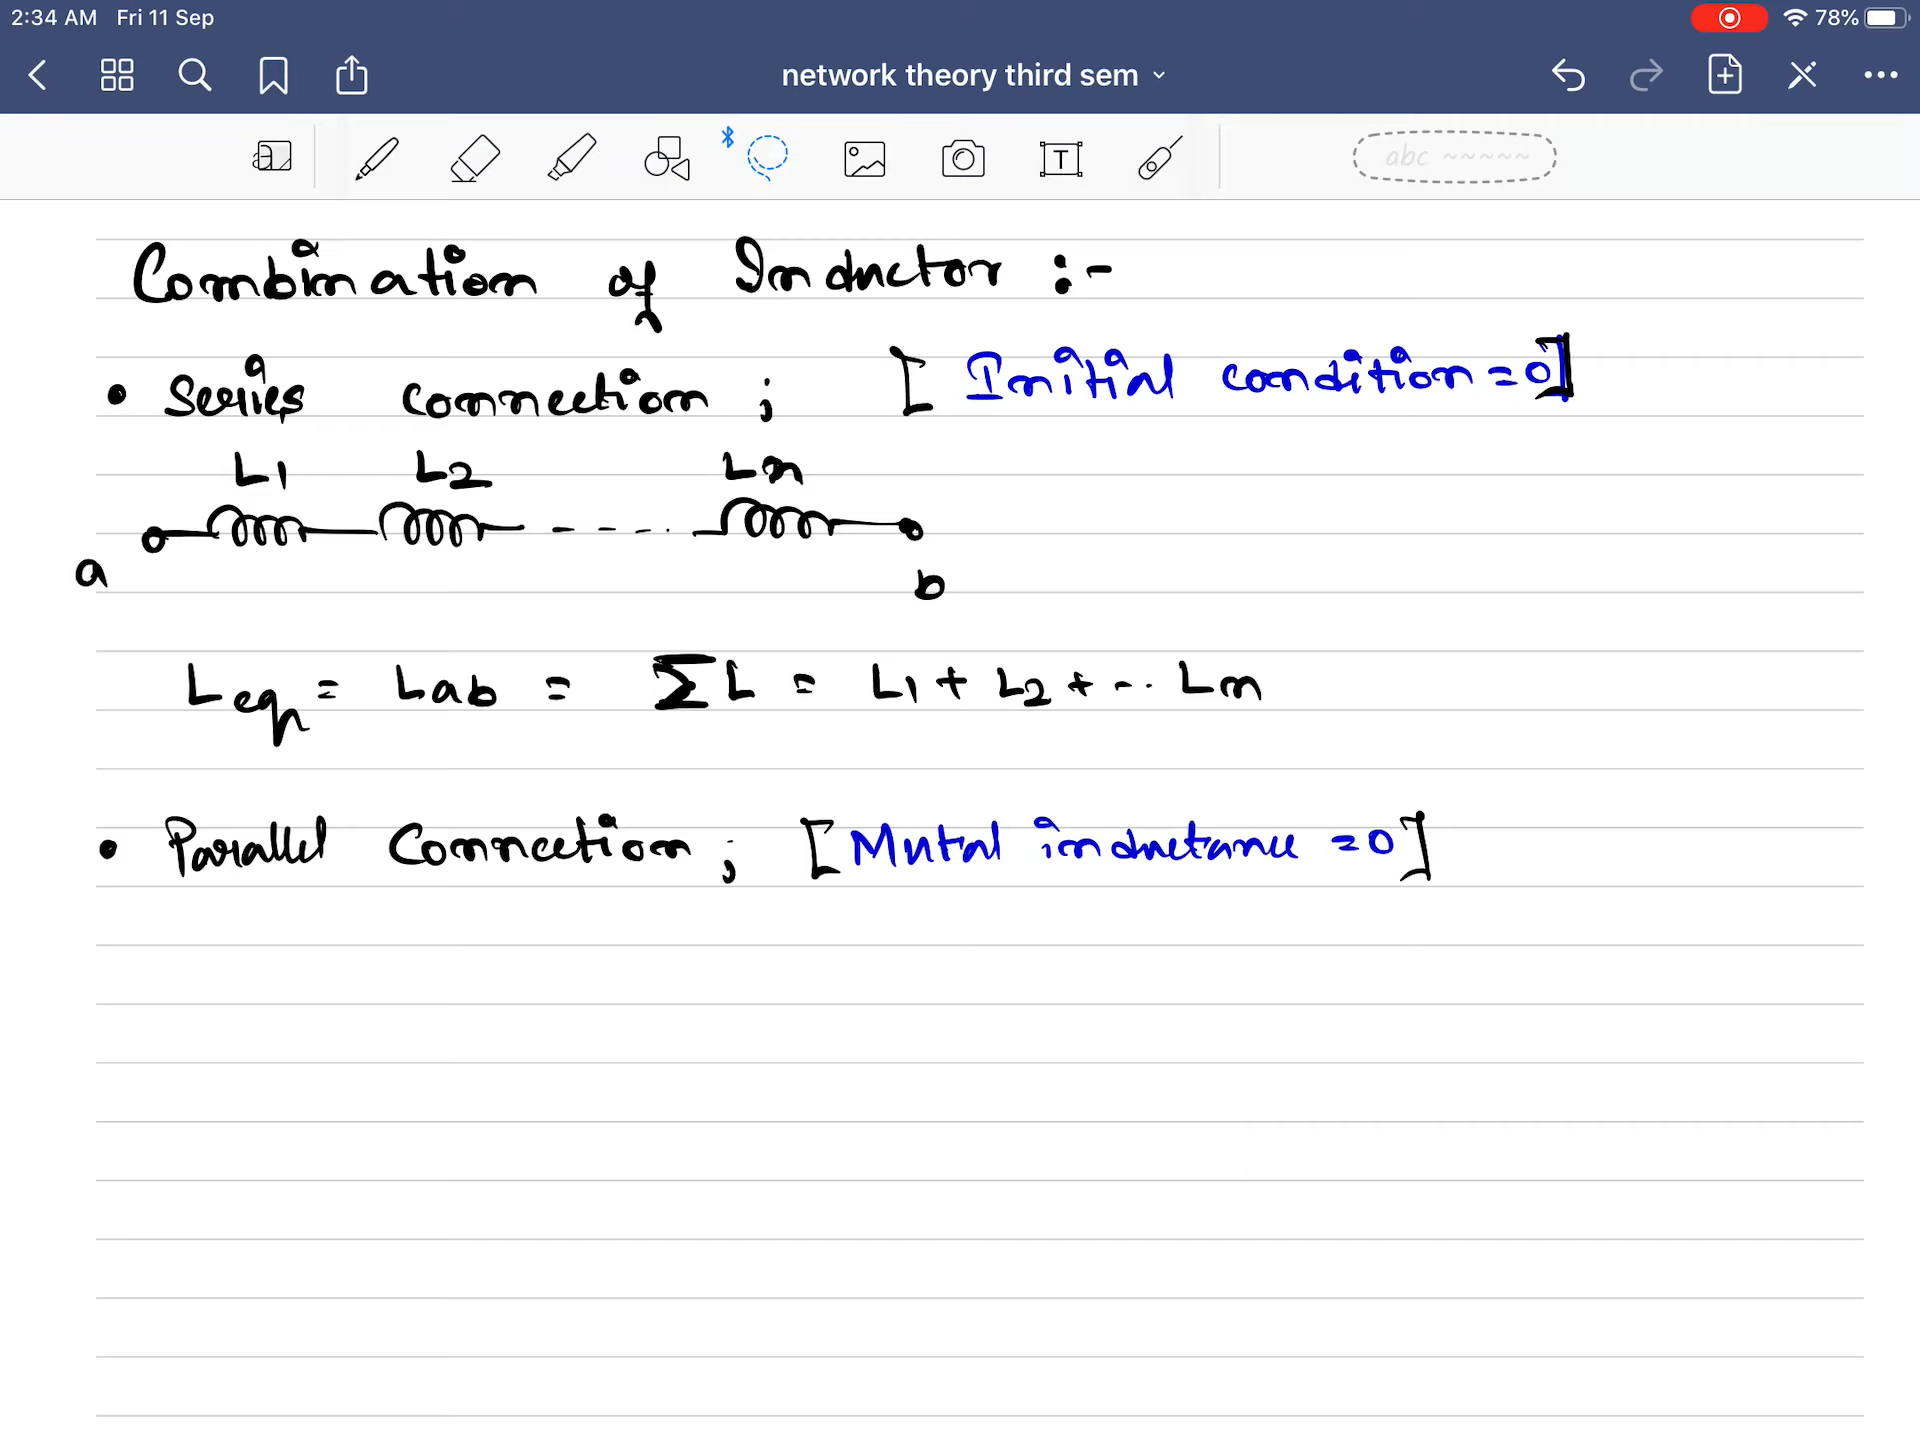 2:34 AM Fri 11 Sep 78%
network theory third sem
T abc
Combination of Inductor :-
• Series connection ; [ Initial condition = 0 ]
L1 L2 Ln
a b
Leq = Lab = ΣL = L1 + L2 + -.. Ln
• Parallel Connection ; [ Mutal inductance = 0 ]